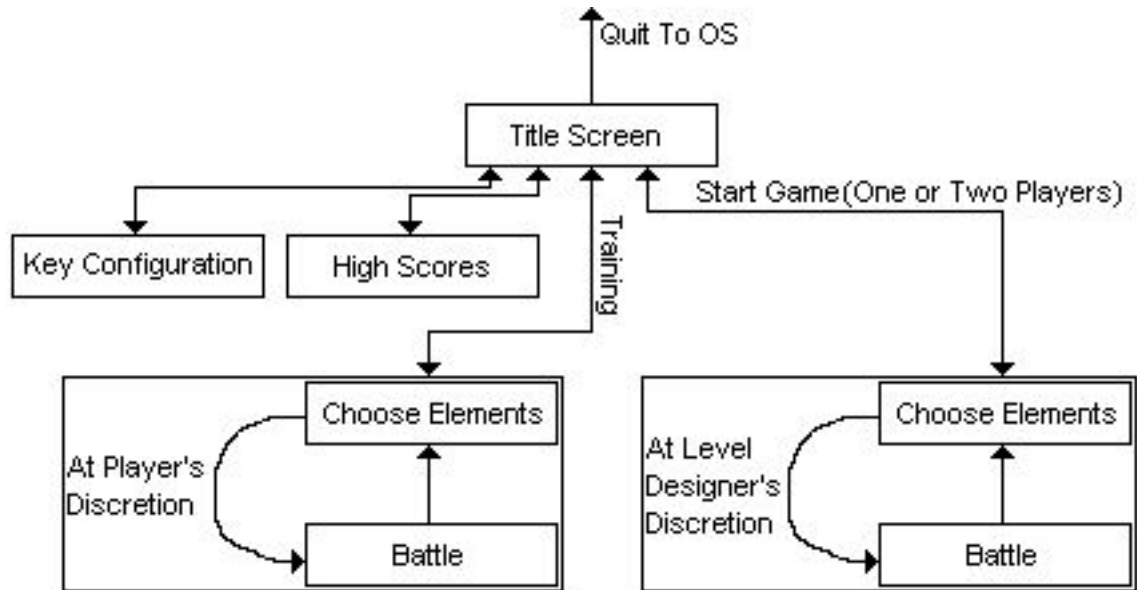 Quit To OS
Title Screen
Start Game(One or Two Players)
Training
Key Configuration
High Scores
Choose Elements
At Player's
Discretion
Battle
Choose Elements
At Level
Designer's
Discretion
Battle